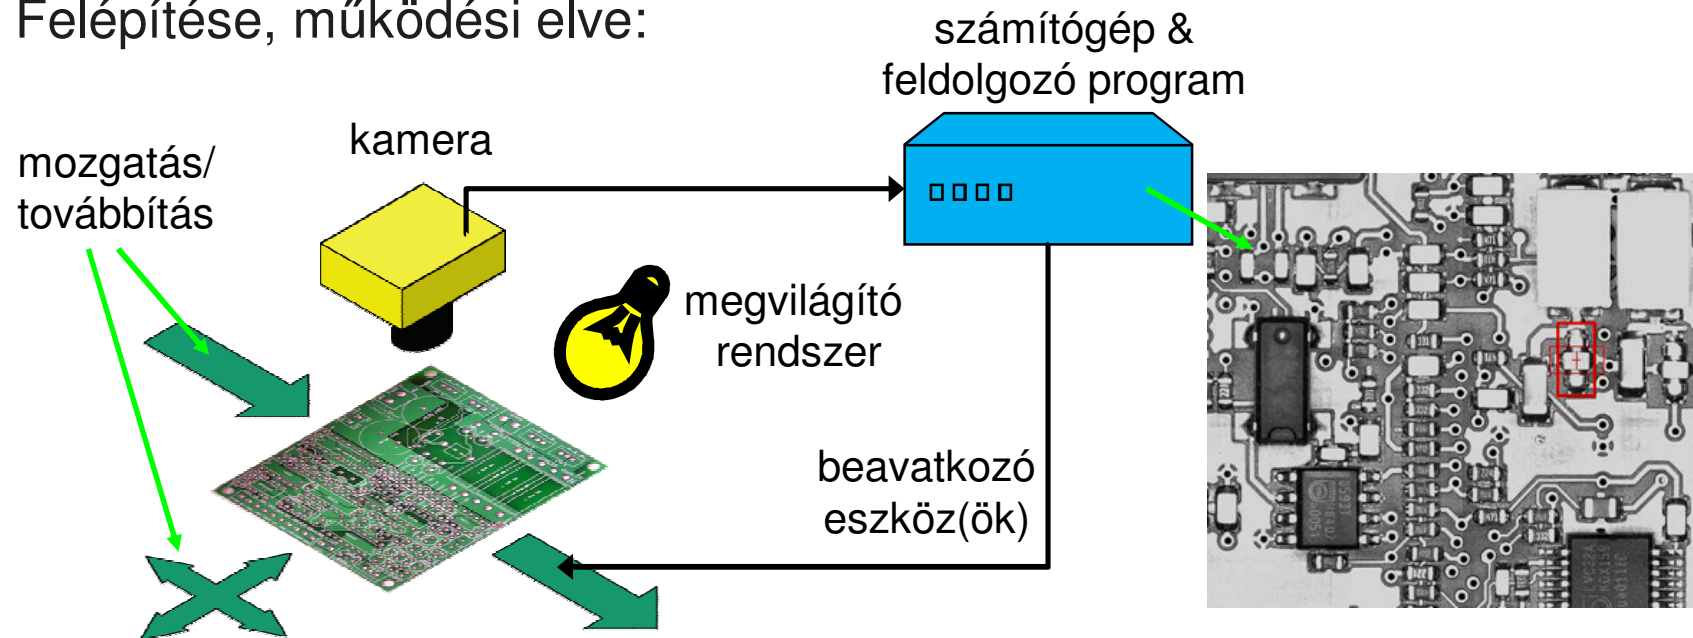 Felépítése, működési elve:
számítógép &
feldolgozó program
kamera
mozgatás/
továbbítás
megvilágító
rendszer
beavatkozó
eszköz(ök)